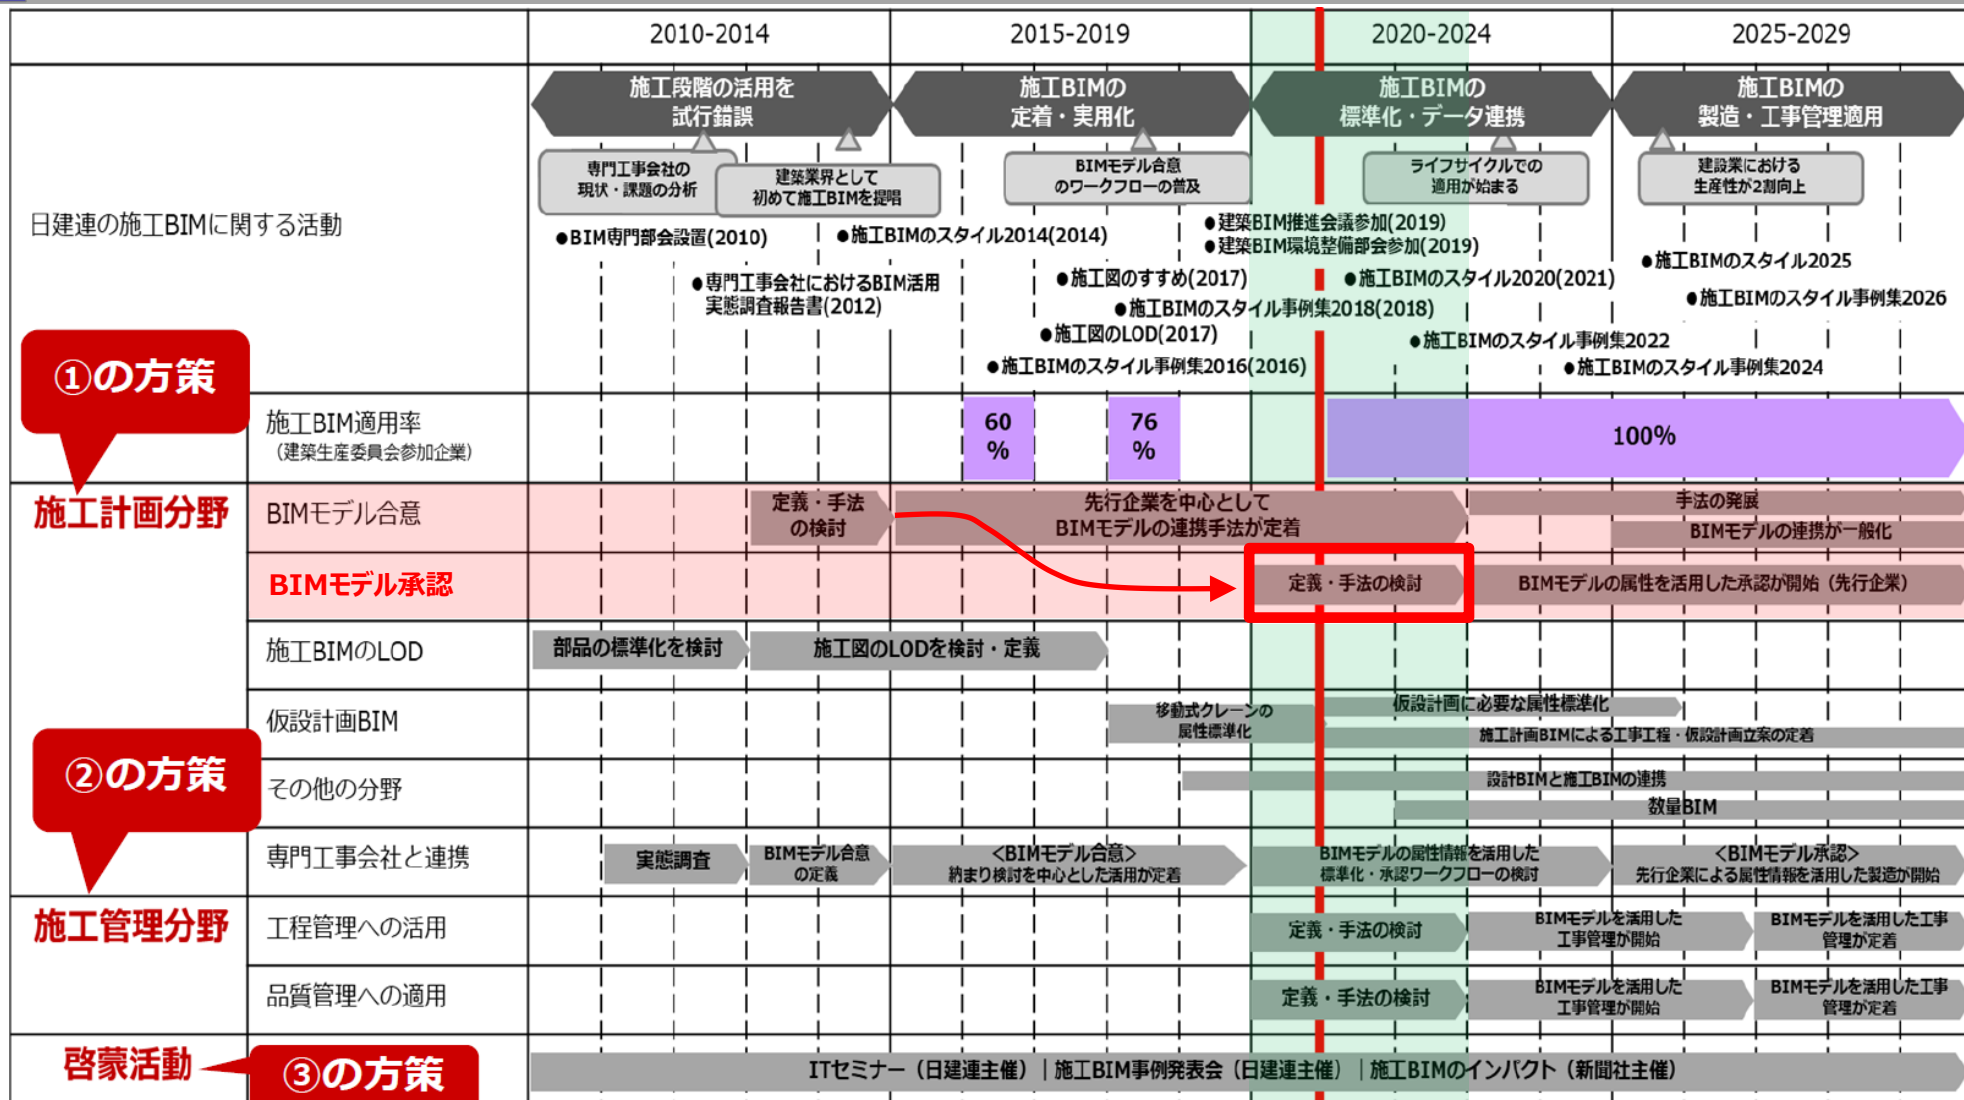 2010-2014
2015-2019
2020-2024
2025-2029
日建連の施工BIMに関する活動
施工段階の活用を
試行錯誤
施工BIMの
定着・実用化
施工BIMの
標準化・データ連携
施工BIMの
製造・工事管理適用
専門工事会社の
現状・課題の分析
建築業界として
初めて施工BIMを提唱
BIMモデル合意
のワークフローの普及
ライフサイクルでの
適用が始まる
建設業における
生産性が2割向上
●BIM専門部会設置(2010)
●専門工事会社におけるBIM活用
実態調査報告書(2012)
●施工BIMのスタイル2014(2014)
●建築BIM推進会議参加(2019)
●建築BIM環境整備部会参加(2019)
●施工図のすすめ(2017)
●施工BIMのスタイル事例集2018(2018)
●施工図のLOD(2017)
●施工BIMのスタイル事例集2016(2016)
●施工BIMのスタイル2020(2021)
●施工BIMのスタイル事例集2022
●施工BIMのスタイル事例集2024
●施工BIMのスタイル2025
●施工BIMのスタイル事例集2026
①の方策
施工BIM適用率
（建築生産委員会参加企業）
60
%
76
%
100%
施工計画分野
BIMモデル合意
定義・手法
の検討
先行企業を中心として
BIMモデルの連携手法が定着
手法の発展
BIMモデルの連携が一般化
BIMモデル承認
定義・手法の検討
BIMモデルの属性を活用した承認が開始（先行企業）
施工BIMのLOD
部品の標準化を検討
施工図のLODを検討・定義
仮設計画BIM
移動式クレーンの
属性標準化
仮設計画に必要な属性標準化
施工計画BIMによる工事工程・仮設計画立案の定着
②の方策
その他の分野
設計BIMと施工BIMの連携
数量BIM
専門工事会社と連携
実態調査
BIMモデル合意
の定義
＜BIMモデル合意＞
納まり検討を中心とした活用が定着
BIMモデルの属性情報を活用した
標準化・承認ワークフローの検討
＜BIMモデル承認＞
先行企業による属性情報を活用した製造が開始
施工管理分野
工程管理への活用
定義・手法の検討
BIMモデルを活用した
工事管理が開始
BIMモデルを活用した工事
管理が定着
品質管理への適用
定義・手法の検討
BIMモデルを活用した
工事管理が開始
BIMモデルを活用した工事
管理が定着
啓蒙活動
③の方策
ITセミナー（日建連主催）｜施工BIM事例発表会（日建連主催）｜施工BIMのインパクト（新聞社主催）